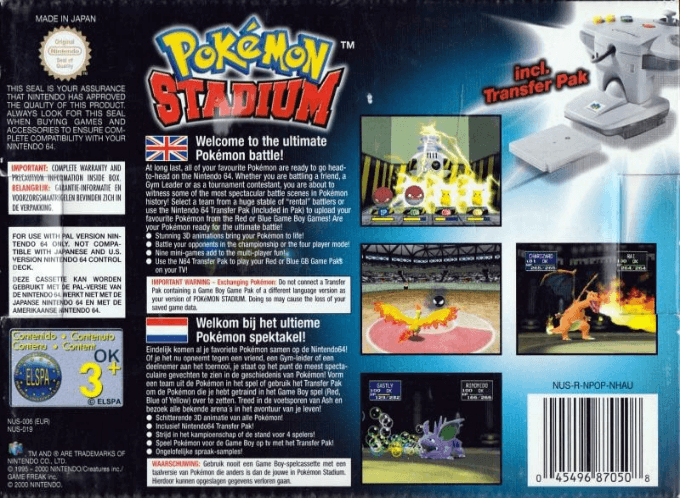 MADE IN JAPAN
Original
Nintendo
Seal of
Quality
THIS SEAL IS YOUR ASSURANCE
THAT NINTENDO HAS APPROVED
THE QUALITY OF THIS PRODUCT.
ALWAYS LOOK FOR THIS SEAL
WHEN BUYING GAMES AND
ACCESSORIES TO ENSURE COM-
PLETE COMPATIBILITY WITH YOUR
NINTENDO 64.
IMPORTANT: COMPLETE WARRANTY AND
PRECAUTION INFORMATION INSIDE BOX.
BELANGRIJK: GARANTIE-INFORMATIE EN
VOORZORGSMAATREGELEN BEVINDEN ZICH IN
DE VERPAKKING.
FOR USE WITH PAL VERSION NIN-
TENDO 64 ONLY. NOT COMPA-
TIBLE WITH JAPANESE AND U.S.
VERSION NINTENDO 64 CONTROL
DECK.
DEZE CASSETTE KAN WORDEN
GEBRUIKT MET DE PAL-VERSIE VAN
DE NINTENDO 64. WERKT NIET MET DE
JAPANSE NINTENDO 64 EN MET DE
AMERIKAANSE NINTENDO 64.
Contenido • Contenuto
Contenu • Content
ELSPA
OK
3+
© ELSPA
NUS-006 (EUR)
NUS-019
TM AND ® ARE TRADEMARKS OF
NINTENDO CO., LTD.
© 1995 - 2000 NINTENDO/Creatures inc./
GAME FREAK inc.
© 2000 NINTENDO.
POKéMON
STADIUM
TM
Welcome to the ultimate
Pokémon battle!
At long last, all of your favourite Pokémon are ready to go head-
to-head on the Nintendo 64. Whether you are battling a friend, a
Gym Leader or as a tournament contestant, you are about to
witness some of the most spectacular battle scenes in Pokémon
history! Select a team from a huge stable of "rental" battlers or
use the Nintendo 64 Transfer Pak (Included in Pak) to upload your
favourite Pokémon from the Red or Blue Game Boy Games! Are
your Pokémon ready for the ultimate battle!
● Stunning 3D animations bring your Pokémon to life!
● Battle your opponents in the championship or the four player mode!
● Nine mini-games add to the multi-player fun!
● Use the N64 Transfer Pak to play your Red or Blue GB Game Paks
on your TV!
IMPORTANT WARNING – Exchanging Pokémon: Do not connect a Transfer
Pak containing a Game Boy Game Pak of a different language version as
your version of POKéMON STADIUM. Doing so may cause the loss of your
saved game data.
Welkom bij het ultieme
Pokémon spektakel!
Eindelijk komen al je favoriete Pokémon samen op de Nintendo64!
Of je het nu opneemt tegen een vriend, een Gym-leider of een
deelnemer aan het toernooi, je staat op het punt de meest specta-
culaire gevechten te zien in de geschiedenis van Pokémon! Vorm
een team uit de Pokémon in het spel of gebruik het Transfer Pak
om de Pokémon die je hebt getraind in het Game Boy spel (Red,
Blue of Yellow) over te zetten. Treed in de voetsporen van Ash en
bezoek alle bekende arena's in het avontuur van je leven!
● Schitterende 3D animatie van alle Pokémon!
● Inclusief Nintendo64 Transfer Pak!
● Strijd in het kampioenschap of de stand voor 4 spelers!
● Speel Pokémon voor de Game Boy op tv met het Transfer Pak!
● Ongelofelijke spraak-samples!
WAARSCHUWING: Gebruik nooit een Game Boy-spelcassette met een
taalversie van Pokémon die anders is dan de jouwe in Pokémon Stadium.
Hierdoor kunnen opgeslagen gegevens verloren gaan.
incl.
Transfer Pak
CHARIZARD
GASTLY
NIDORINO
NUS-R-NPOP-NHAU
0 45496 87050 8